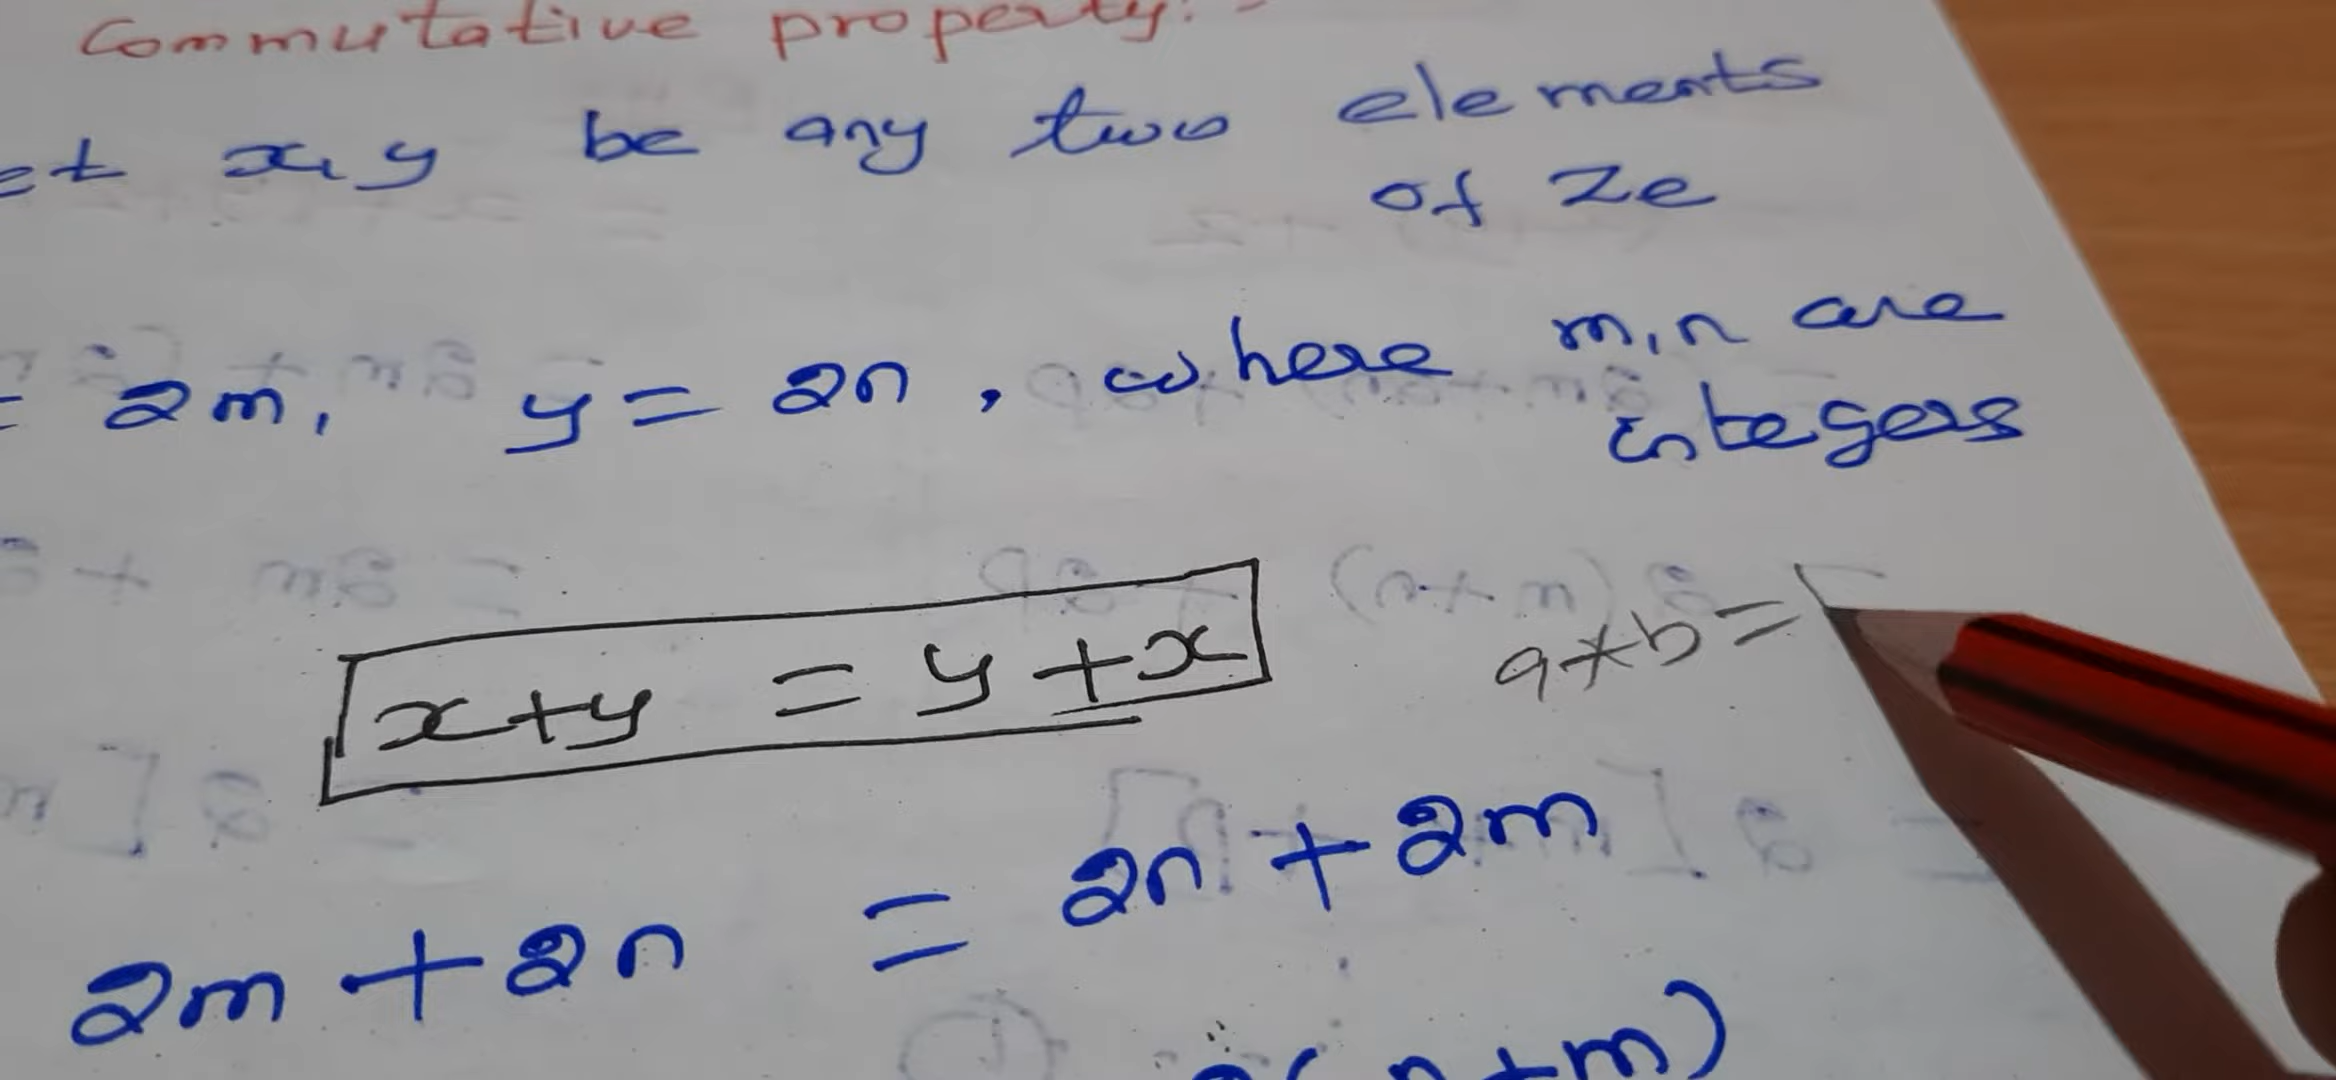 Commutative property:-
et x, y be any two elements
of Ze
= 2m, y = 2n, where m, n are
integers
x+y = y+x
a*b=
2m+2n = 2n+2m
(n+m)